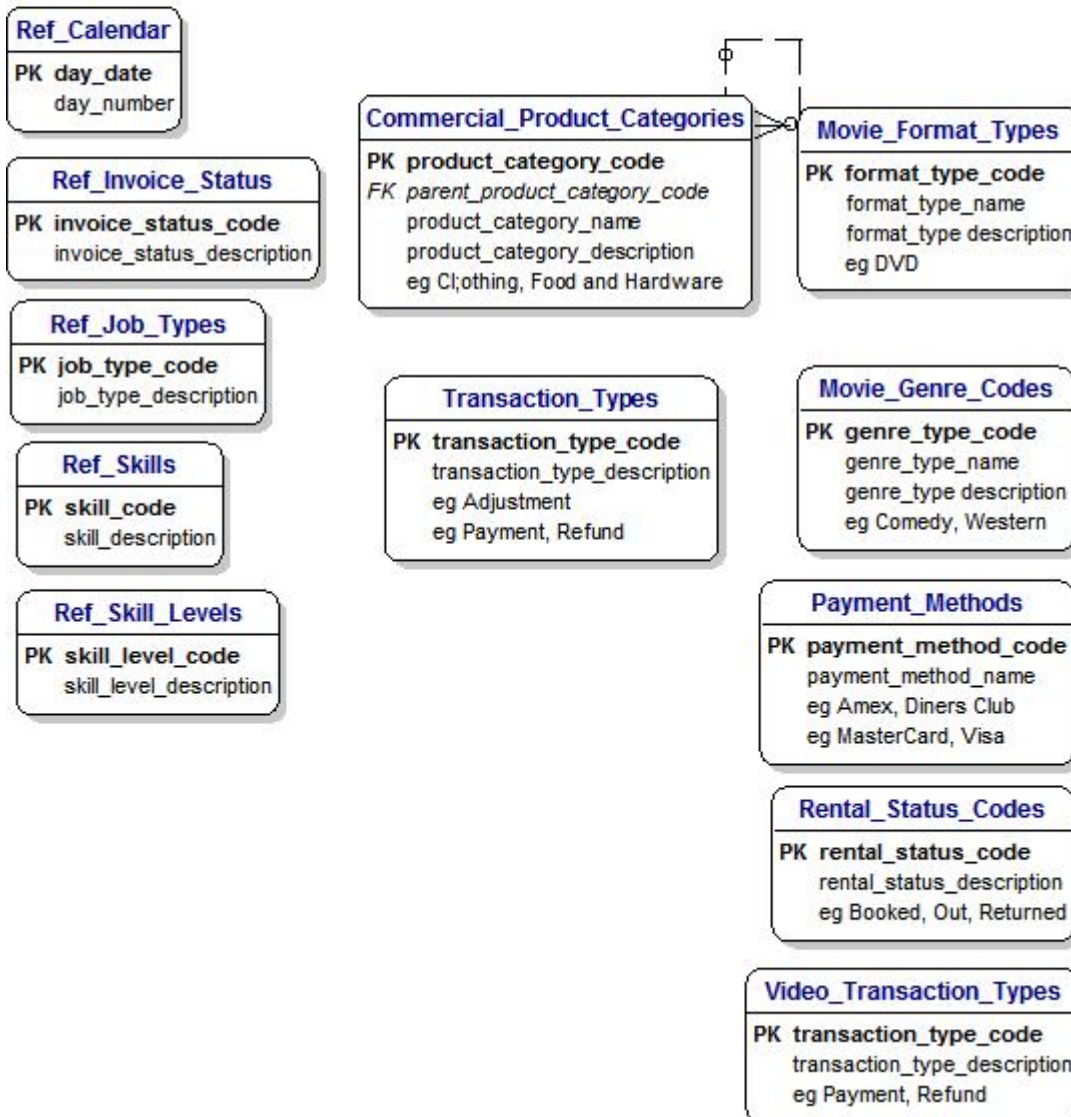 Ref_Calendar
PK day_date
day_number
Ref_Invoice_Status
PK invoice_status_code
invoice_status_description
Ref_Job_Types
PK job_type_code
job_type_description
Ref_Skills
PK skill_code
skill_description
Ref_Skill_Levels
PK skill_level_code
skill_level_description
Commercial_Product_Categories
PK product_category_code
FK parent_product_category_code
product_category_name
product_category_description
eg Cl;othing, Food and Hardware
Transaction_Types
PK transaction_type_code
transaction_type_description
eg Adjustment
eg Payment, Refund
Movie_Format_Types
PK format_type_code
format_type_name
format_type description
eg DVD
Movie_Genre_Codes
PK genre_type_code
genre_type_name
genre_type description
eg Comedy, Western
Payment_Methods
PK payment_method_code
payment_method_name
eg Amex, Diners Club
eg MasterCard, Visa
Rental_Status_Codes
PK rental_status_code
rental_status_description
eg Booked, Out, Returned
Video_Transaction_Types
PK transaction_type_code
transaction_type_description
eg Payment, Refund